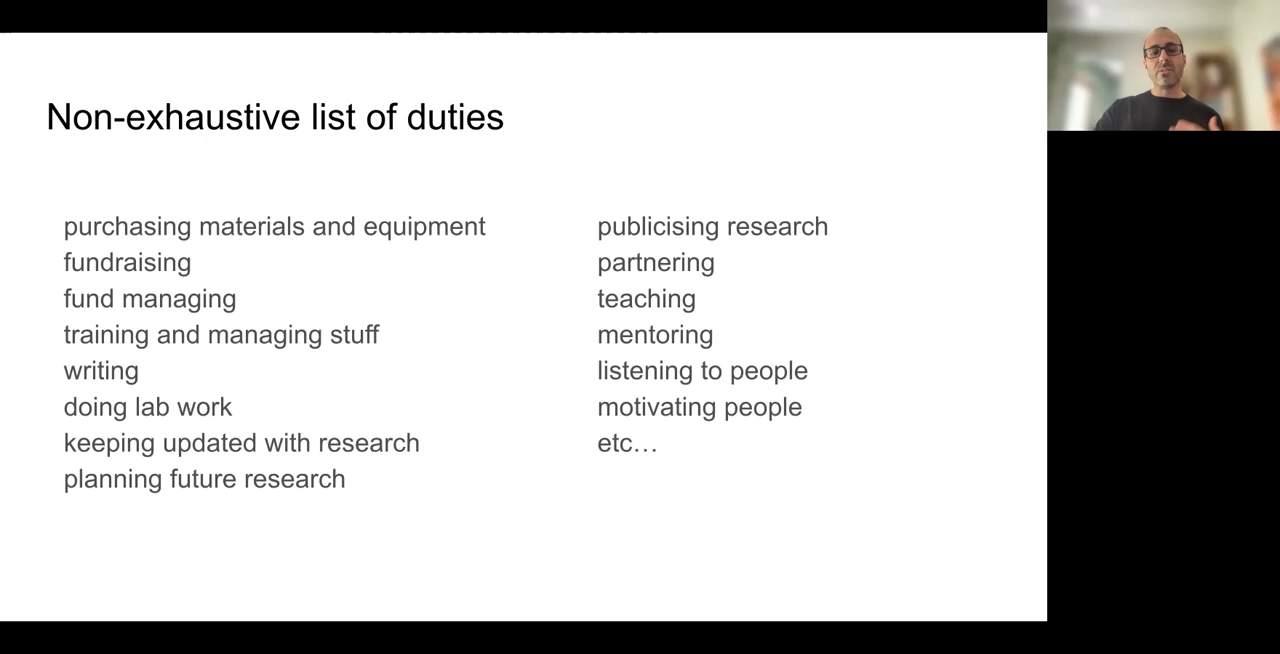 Non-exhaustive list of duties
purchasing materials and equipment
fundraising
fund managing
training and managing stuff
writing
doing lab work
keeping updated with research
planning future research
publicising research
partnering
teaching
mentoring
listening to people
motivating people
etc…